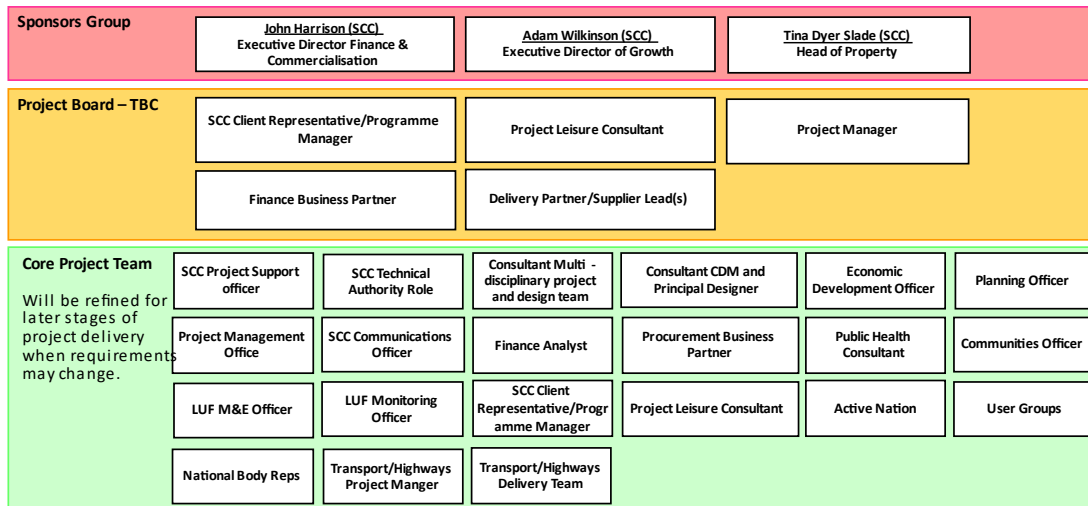 Sponsors Group
John Harrison (SCC)
Executive Director Finance &
Commercialisation
Adam Wilkinson (SCC)
Executive Director of Growth
Tina Dyer Slade (SCC)
Head of Property
Project Board – TBC
SCC Client Representative/Programme
Manager
Project Leisure Consultant
Project Manager
Finance Business Partner
Delivery Partner/Supplier Lead(s)
Core Project Team
Will be refined for
later stages of
project delivery
when requirements
may change.
SCC Project Support
officer
SCC Technical
Authority Role
Consultant Multi -
disciplinary project
and design team
Consultant CDM and
Principal Designer
Economic
Development Officer
Planning Officer
Project Management
Office
SCC Communications
Officer
Finance Analyst
Procurement Business
Partner
Public Health
Consultant
Communities Officer
LUF M&E Officer
LUF Monitoring
Officer
SCC Client
Representative/Progr
amme Manager
Project Leisure Consultant
Active Nation
User Groups
National Body Reps
Transport/Highways
Project Manger
Transport/Highways
Delivery Team